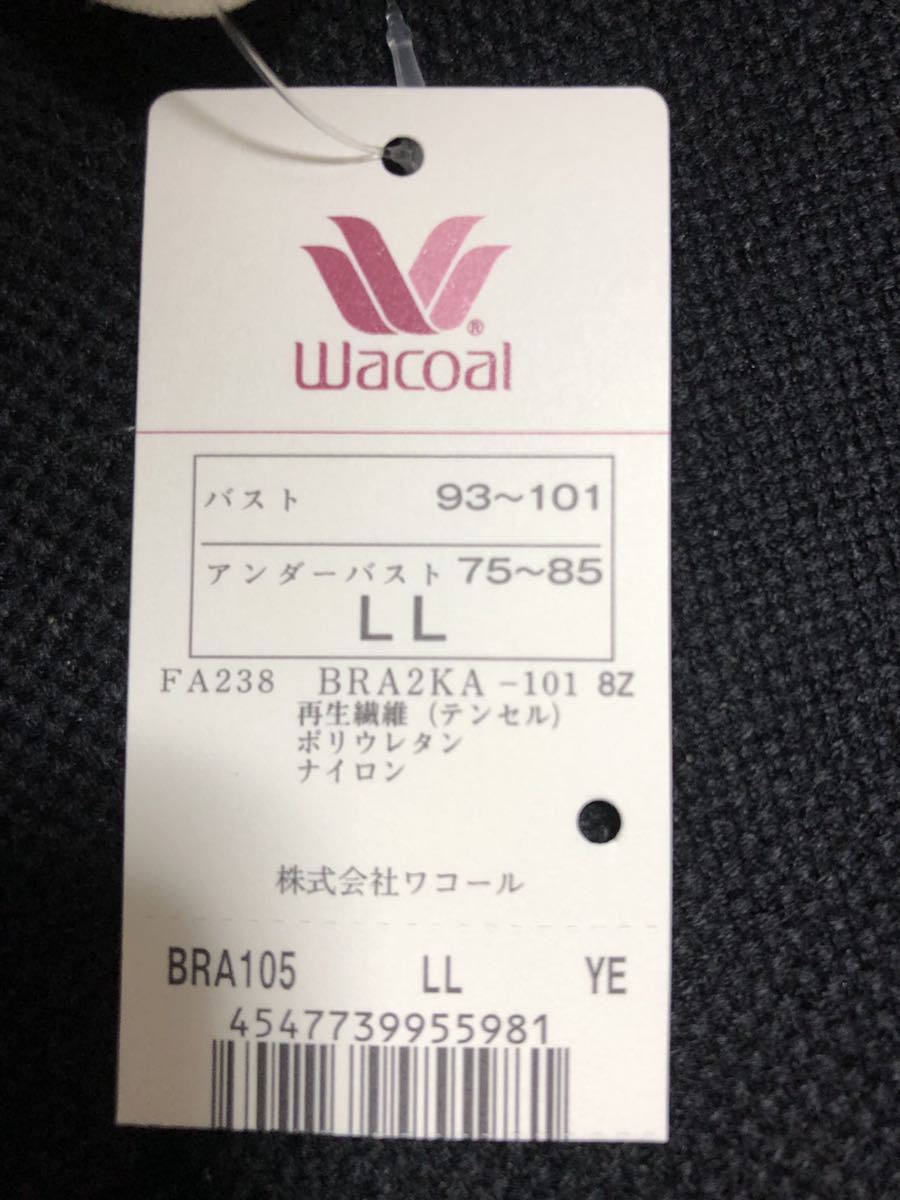 ®
Wacoal
バスト 93～101
アンダーバスト 75～85
LL
FA238 BRA2KA-101 8Z
再生繊維 (テンセル)
ポリウレタン
ナイロン
株式会社ワコール
BRA105 LL YE
4547739955981